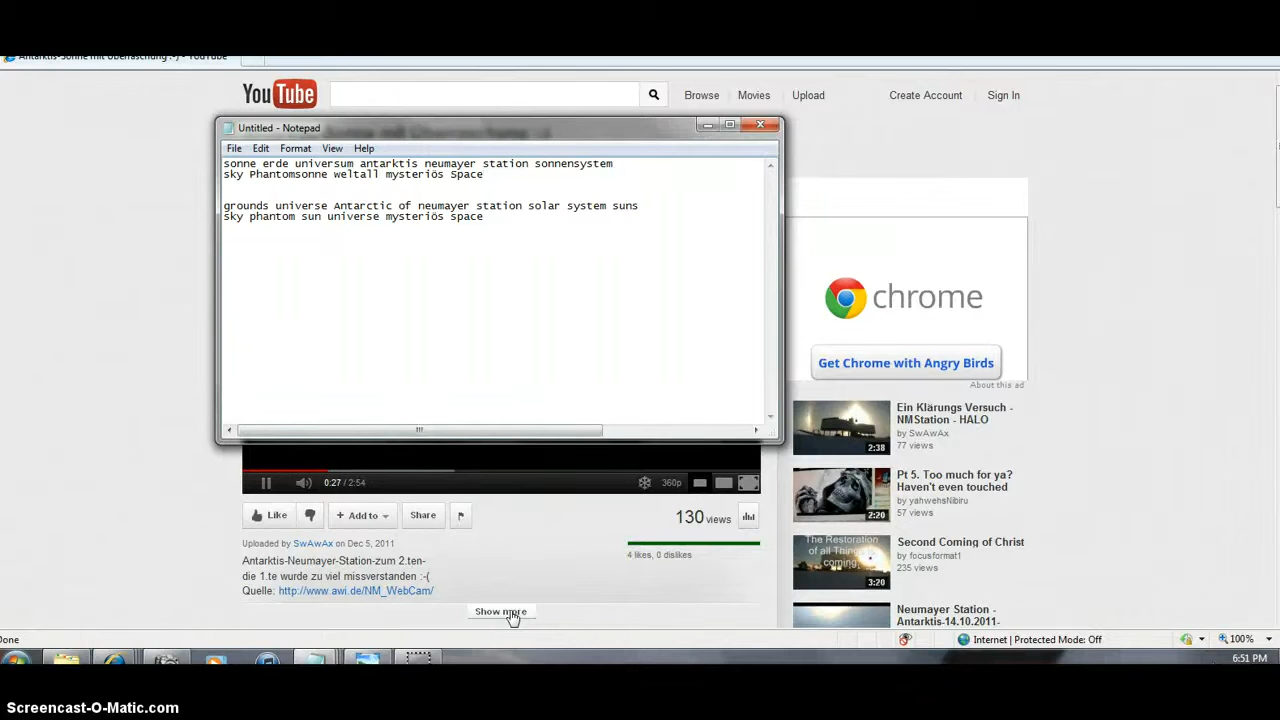 Antarktis-Sonne mit Überraschung :-) - YouTube
YouTube
Browse
Movies
Upload
Create Account
Sign In
Untitled - Notepad
File Edit Format View Help
sonne erde universum antarktis neumayer station sonnensystem
sky Phantomsonne weltall mysteriös Space
grounds universe Antarctic of neumayer station solar system suns
sky phantom sun universe mysteriös space
chrome
Get Chrome with Angry Birds
About this ad
Ein Klärungs Versuch -
NMStation - HALO
by SwAwAx
77 views
2:38
Pt 5. Too much for ya?
Haven't even touched
by yahwehsNibiru
57 views
2:20
The Restoration
of all Things is
coming,
3:20
Second Coming of Christ
by focusformat1
235 views
Neumayer Station -
Antarktis-14.10.2011-
0:27 / 2:54
360p
Like
+ Add to
Share
130 views
Uploaded by SwAwAx on Dec 5, 2011
4 likes, 0 dislikes
Antarktis-Neumayer-Station-zum 2.ten-
die 1.te wurde zu viel missverstanden :-(
Quelle: http://www.awi.de/NM_WebCam/
Show more
Done
Internet | Protected Mode: Off
100%
6:51 PM
Screencast-O-Matic.com